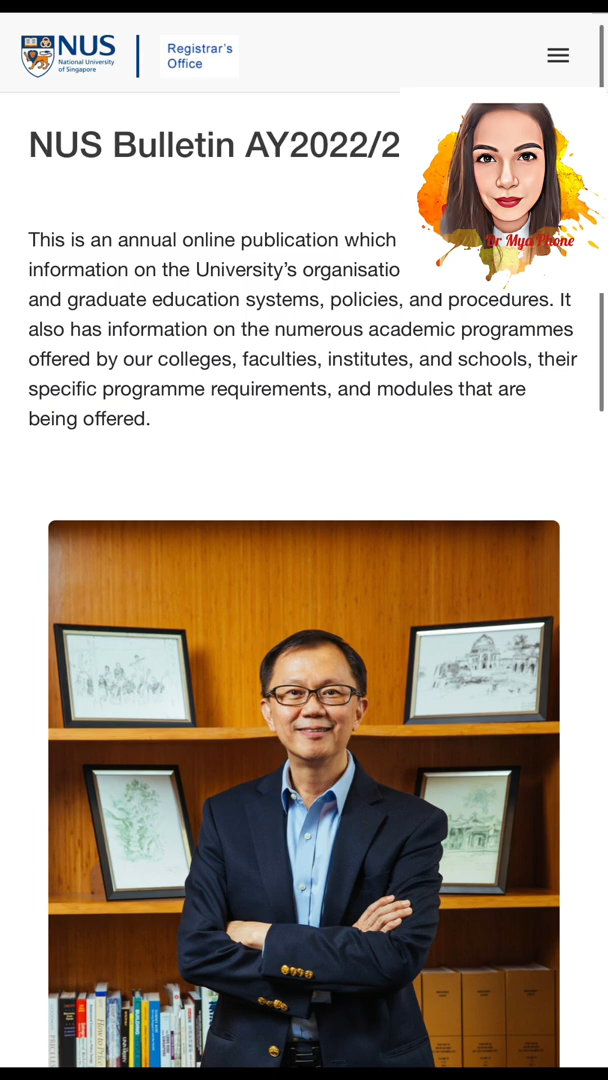 NUS
National University
of Singapore
Registrar's
Office
NUS Bulletin AY2022/2
Dr Mya Phone
This is an annual online publication which
information on the University's organisatio
and graduate education systems, policies, and procedures. It
also has information on the numerous academic programmes
offered by our colleges, faculties, institutes, and schools, their
specific programme requirements, and modules that are
being offered.